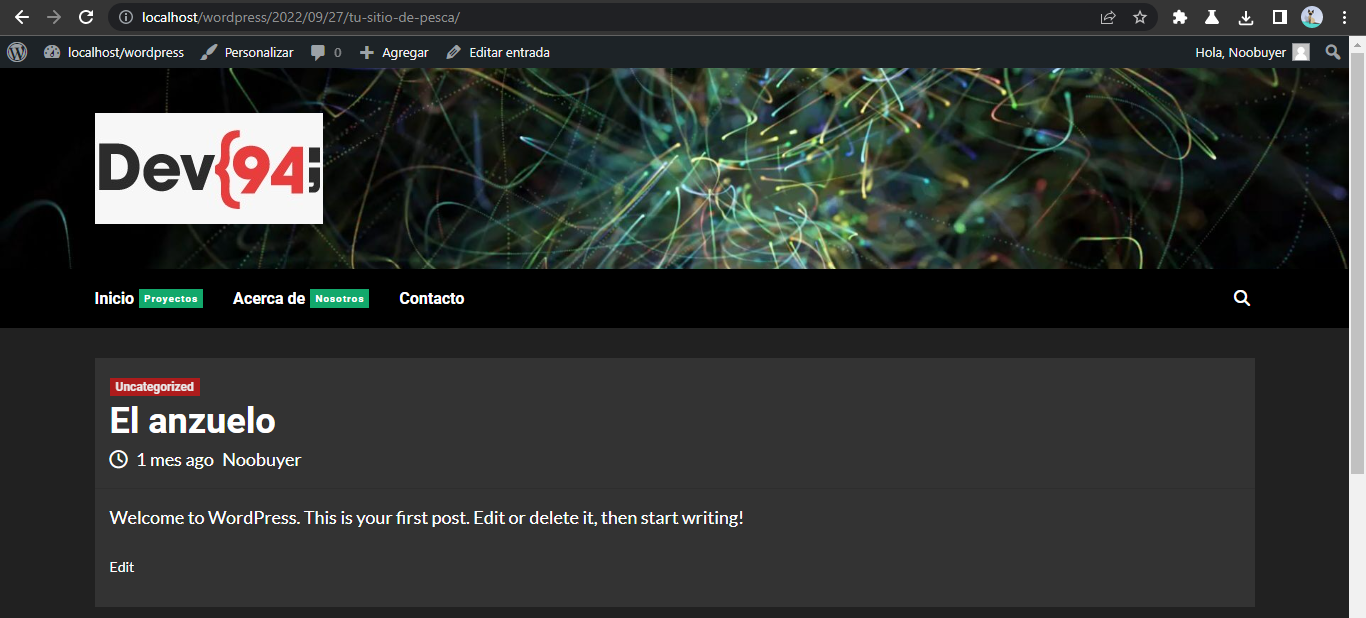 localhost/wordpress/2022/09/27/tu-sitio-de-pesca/
localhost/wordpress Personalizar 0 Agregar Editar entrada Hola, Noobuyer
Dev{94;
Inicio Proyectos Acerca de Nosotros Contacto
Uncategorized
El anzuelo
1 mes ago Noobuyer
Welcome to WordPress. This is your first post. Edit or delete it, then start writing!
Edit